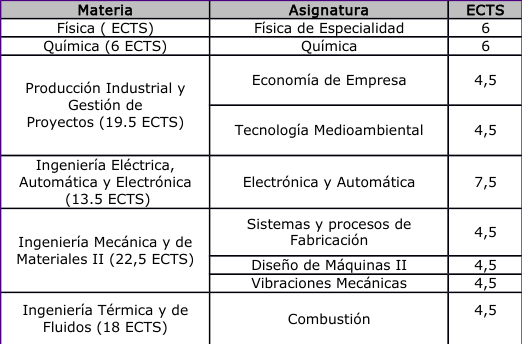 Materia Asignatura ECTS
Física ( ECTS) Física de Especialidad 6
Química (6 ECTS) Química 6
Producción Industrial y
Gestión de
Proyectos (19.5 ECTS)
Economía de Empresa 4,5
Tecnología Medioambiental 4,5
Ingeniería Eléctrica,
Automática y Electrónica
(13.5 ECTS)
Electrónica y Automática 7,5
Ingeniería Mecánica y de
Materiales II (22,5 ECTS)
Sistemas y procesos de
Fabricación
4,5
Diseño de Máquinas II 4,5
Vibraciones Mecánicas 4,5
Ingeniería Térmica y de
Fluidos (18 ECTS)
Combustión 4,5